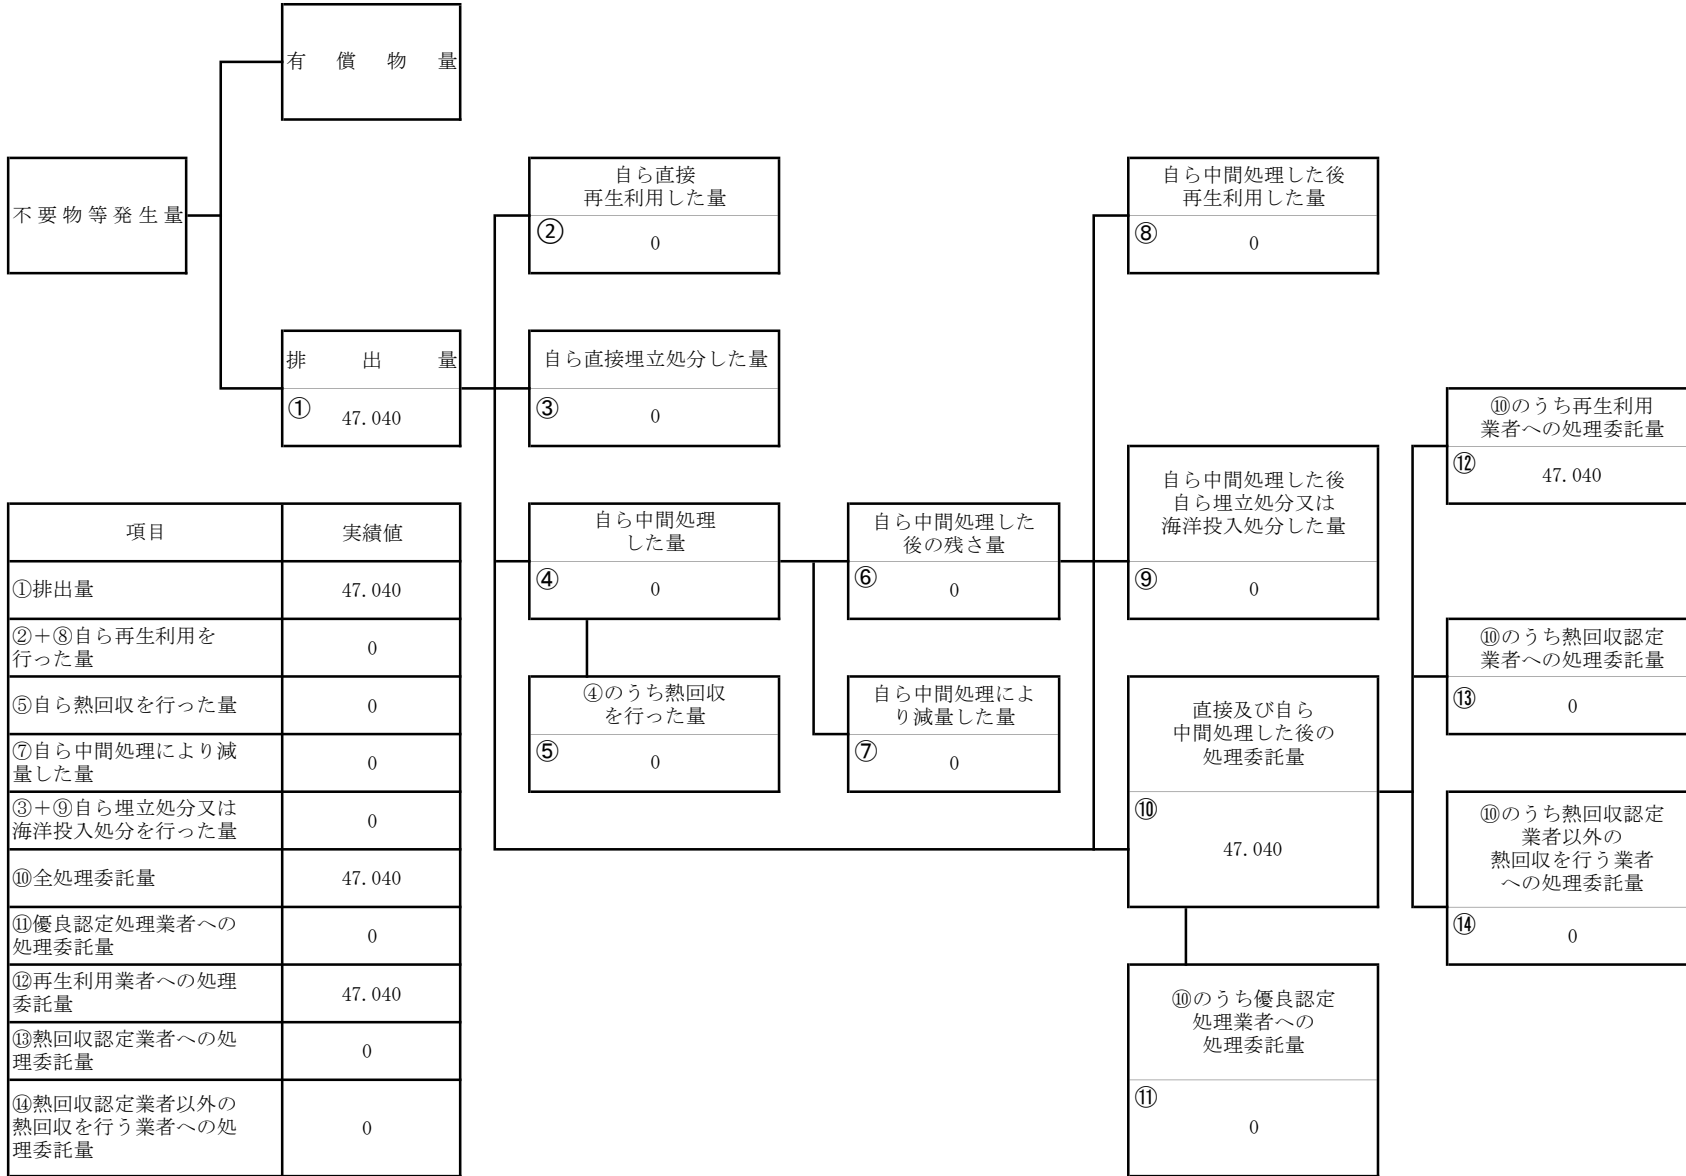 有償物量
不要物等発生量
排出量
①
47.040
自ら直接
再生利用した量
②
0
自ら直接埋立処分した量
③
0
自ら中間処理
した量
④
0
④のうち熱回収
を行った量
⑤
0
自ら中間処理した
後の残さ量
⑥
0
自ら中間処理によ
り減量した量
⑦
0
自ら中間処理した後
再生利用した量
⑧
0
自ら中間処理した後
自ら埋立処分又は
海洋投入処分した量
⑨
0
直接及び自ら
中間処理した後の
処理委託量
⑩
47.040
⑩のうち優良認定
処理業者への
処理委託量
⑪
0
⑩のうち再生利用
業者への処理委託量
⑫
47.040
⑩のうち熱回収認定
業者への処理委託量
⑬
0
⑩のうち熱回収認定
業者以外の
熱回収を行う業者
への処理委託量
⑭
0
項目 実績値
①排出量 47.040
②+⑧自ら再生利用を
行った量 0
⑤自ら熱回収を行った量 0
⑦自ら中間処理により減
量した量 0
③+⑨自ら埋立処分又は
海洋投入処分を行った量 0
⑩全処理委託量 47.040
⑪優良認定処理業者への
処理委託量 0
⑫再生利用業者への処理
委託量 47.040
⑬熱回収認定業者への処
理委託量 0
⑭熱回収認定業者以外の
熱回収を行う業者への処
理委託量 0